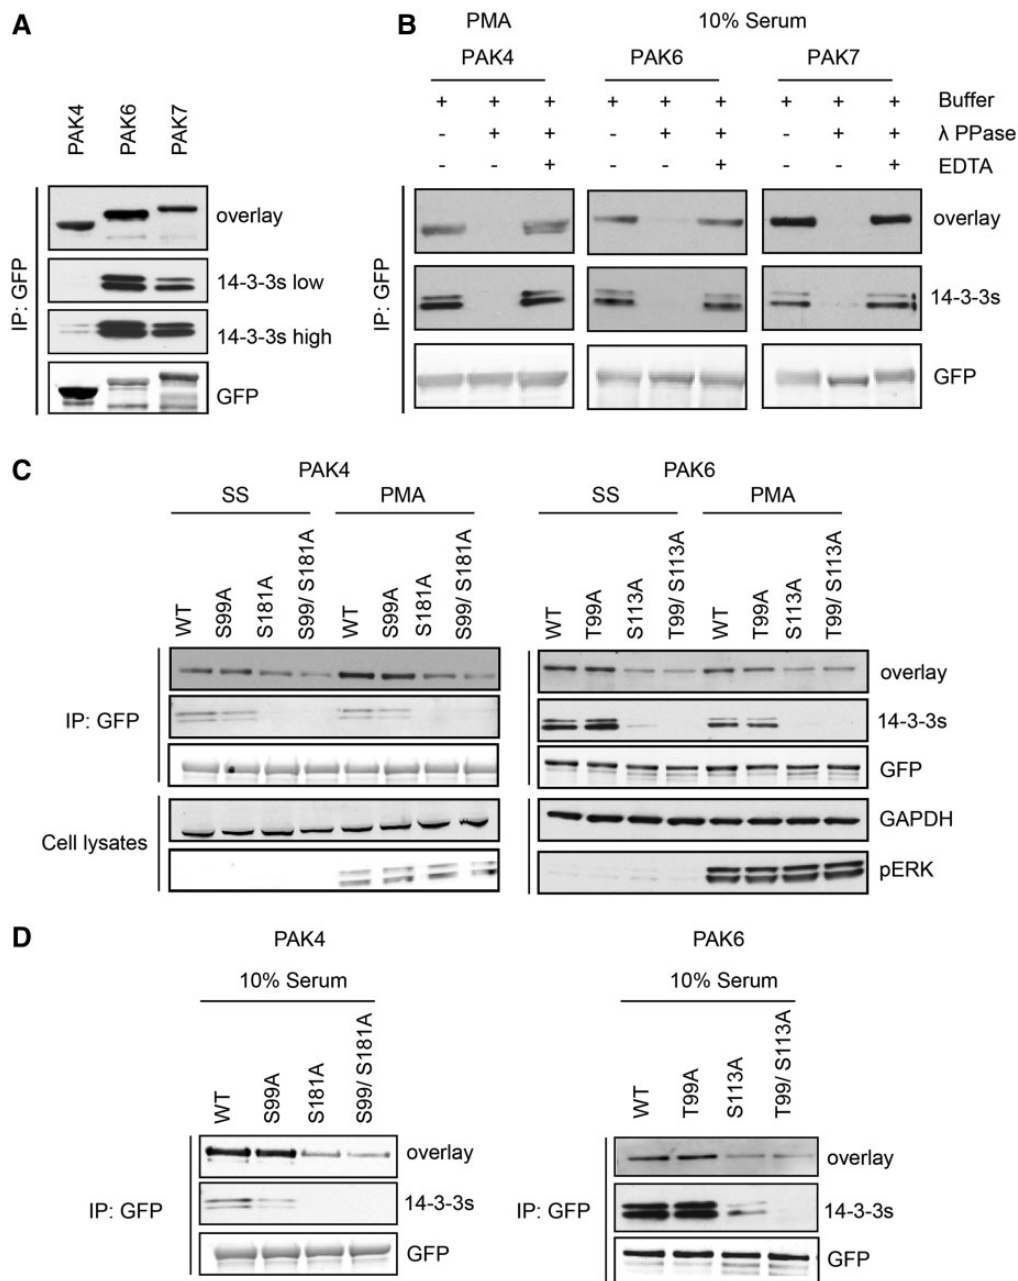 A
PAK4
PAK6
PAK7
IP: GFP
overlay
14-3-3s low
14-3-3s high
GFP
B
PMA
10% Serum
PAK4
PAK6
PAK7
+ + + + + + + + + Buffer
- + + - + + - + + λ PPase
- - + - - + - - + EDTA
IP: GFP
overlay
14-3-3s
GFP
C
PAK4
PAK6
SS
PMA
SS
PMA
WT
S99A
S181A
S99/ S181A
WT
S99A
S181A
S99/ S181A
WT
T99A
S113A
T99/ S113A
WT
T99A
S113A
T99/ S113A
IP: GFP
overlay
14-3-3s
GFP
Cell lysates
GAPDH
pERK
D
PAK4
PAK6
10% Serum
10% Serum
WT
S99A
S181A
S99/ S181A
WT
T99A
S113A
T99/ S113A
IP: GFP
overlay
14-3-3s
GFP
IP: GFP
overlay
14-3-3s
GFP